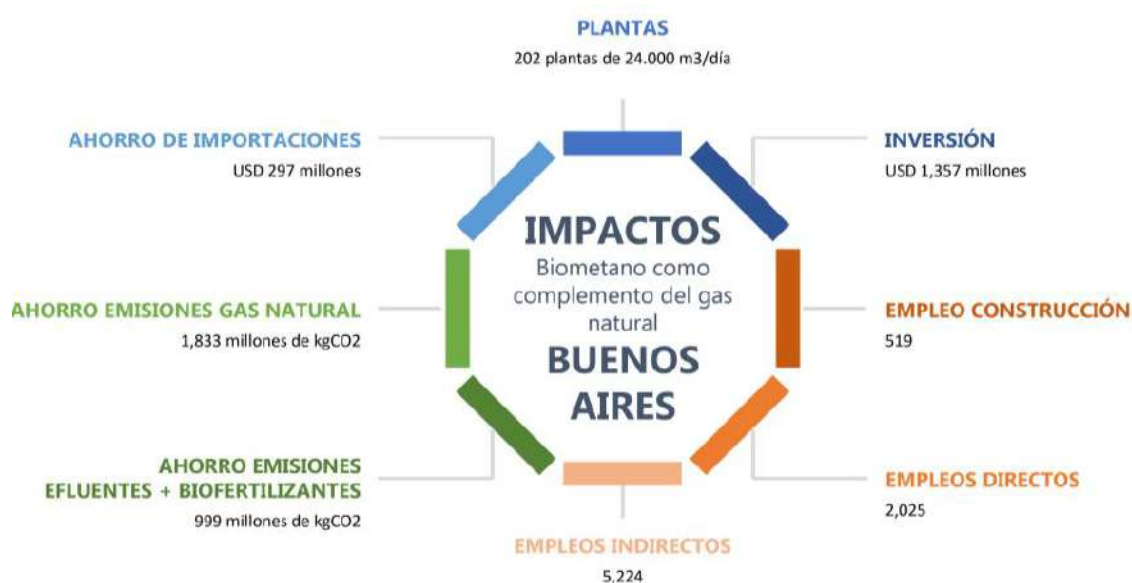 PLANTAS
202 plantas de 24.000 m3/día
AHORRO DE IMPORTACIONES
USD 297 millones
INVERSIÓN
USD 1,357 millones
IMPACTOS
Biometano como
complemento del gas
natural
BUENOS
AIRES
AHORRO EMISIONES GAS NATURAL
1,833 millones de kgCO2
EMPLEO CONSTRUCCIÓN
519
AHORRO EMISIONES
EFLUENTES + BIOFERTILIZANTES
999 millones de kgCO2
EMPLEOS DIRECTOS
2,025
EMPLEOS INDIRECTOS
5,224